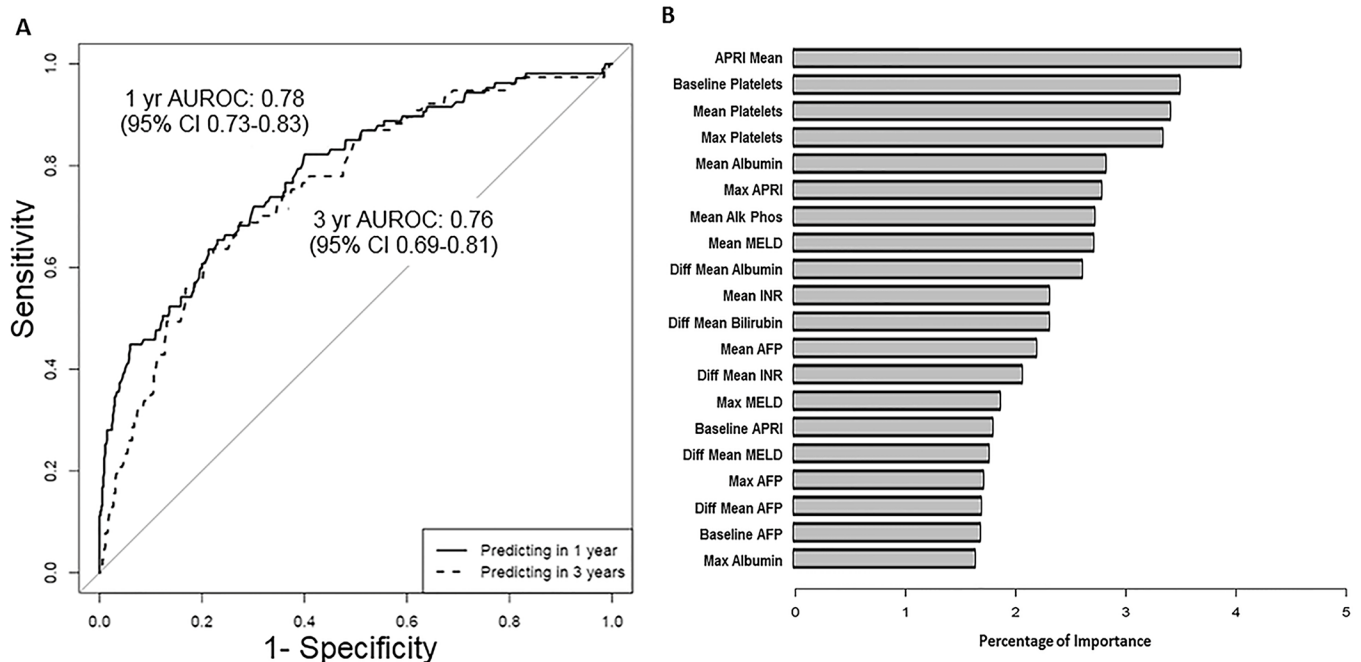 A
1.0
0.8
0.6
0.4
0.2
0.0
Sensitivity
1 yr AUROC: 0.78
(95% CI 0.73-0.83)
3 yr AUROC: 0.76
(95% CI 0.69-0.81)
Predicting in 1 year
Predicting in 3 years
0.0 0.2 0.4 0.6 0.8 1.0
1- Specificity
B
APRI Mean
Baseline Platelets
Mean Platelets
Max Platelets
Mean Albumin
Max APRI
Mean Alk Phos
Mean MELD
Diff Mean Albumin
Mean INR
Diff Mean Bilirubin
Mean AFP
Diff Mean INR
Max MELD
Baseline APRI
Diff Mean MELD
Max AFP
Diff Mean AFP
Baseline AFP
Max Albumin
0 1 2 3 4 5
Percentage of Importance